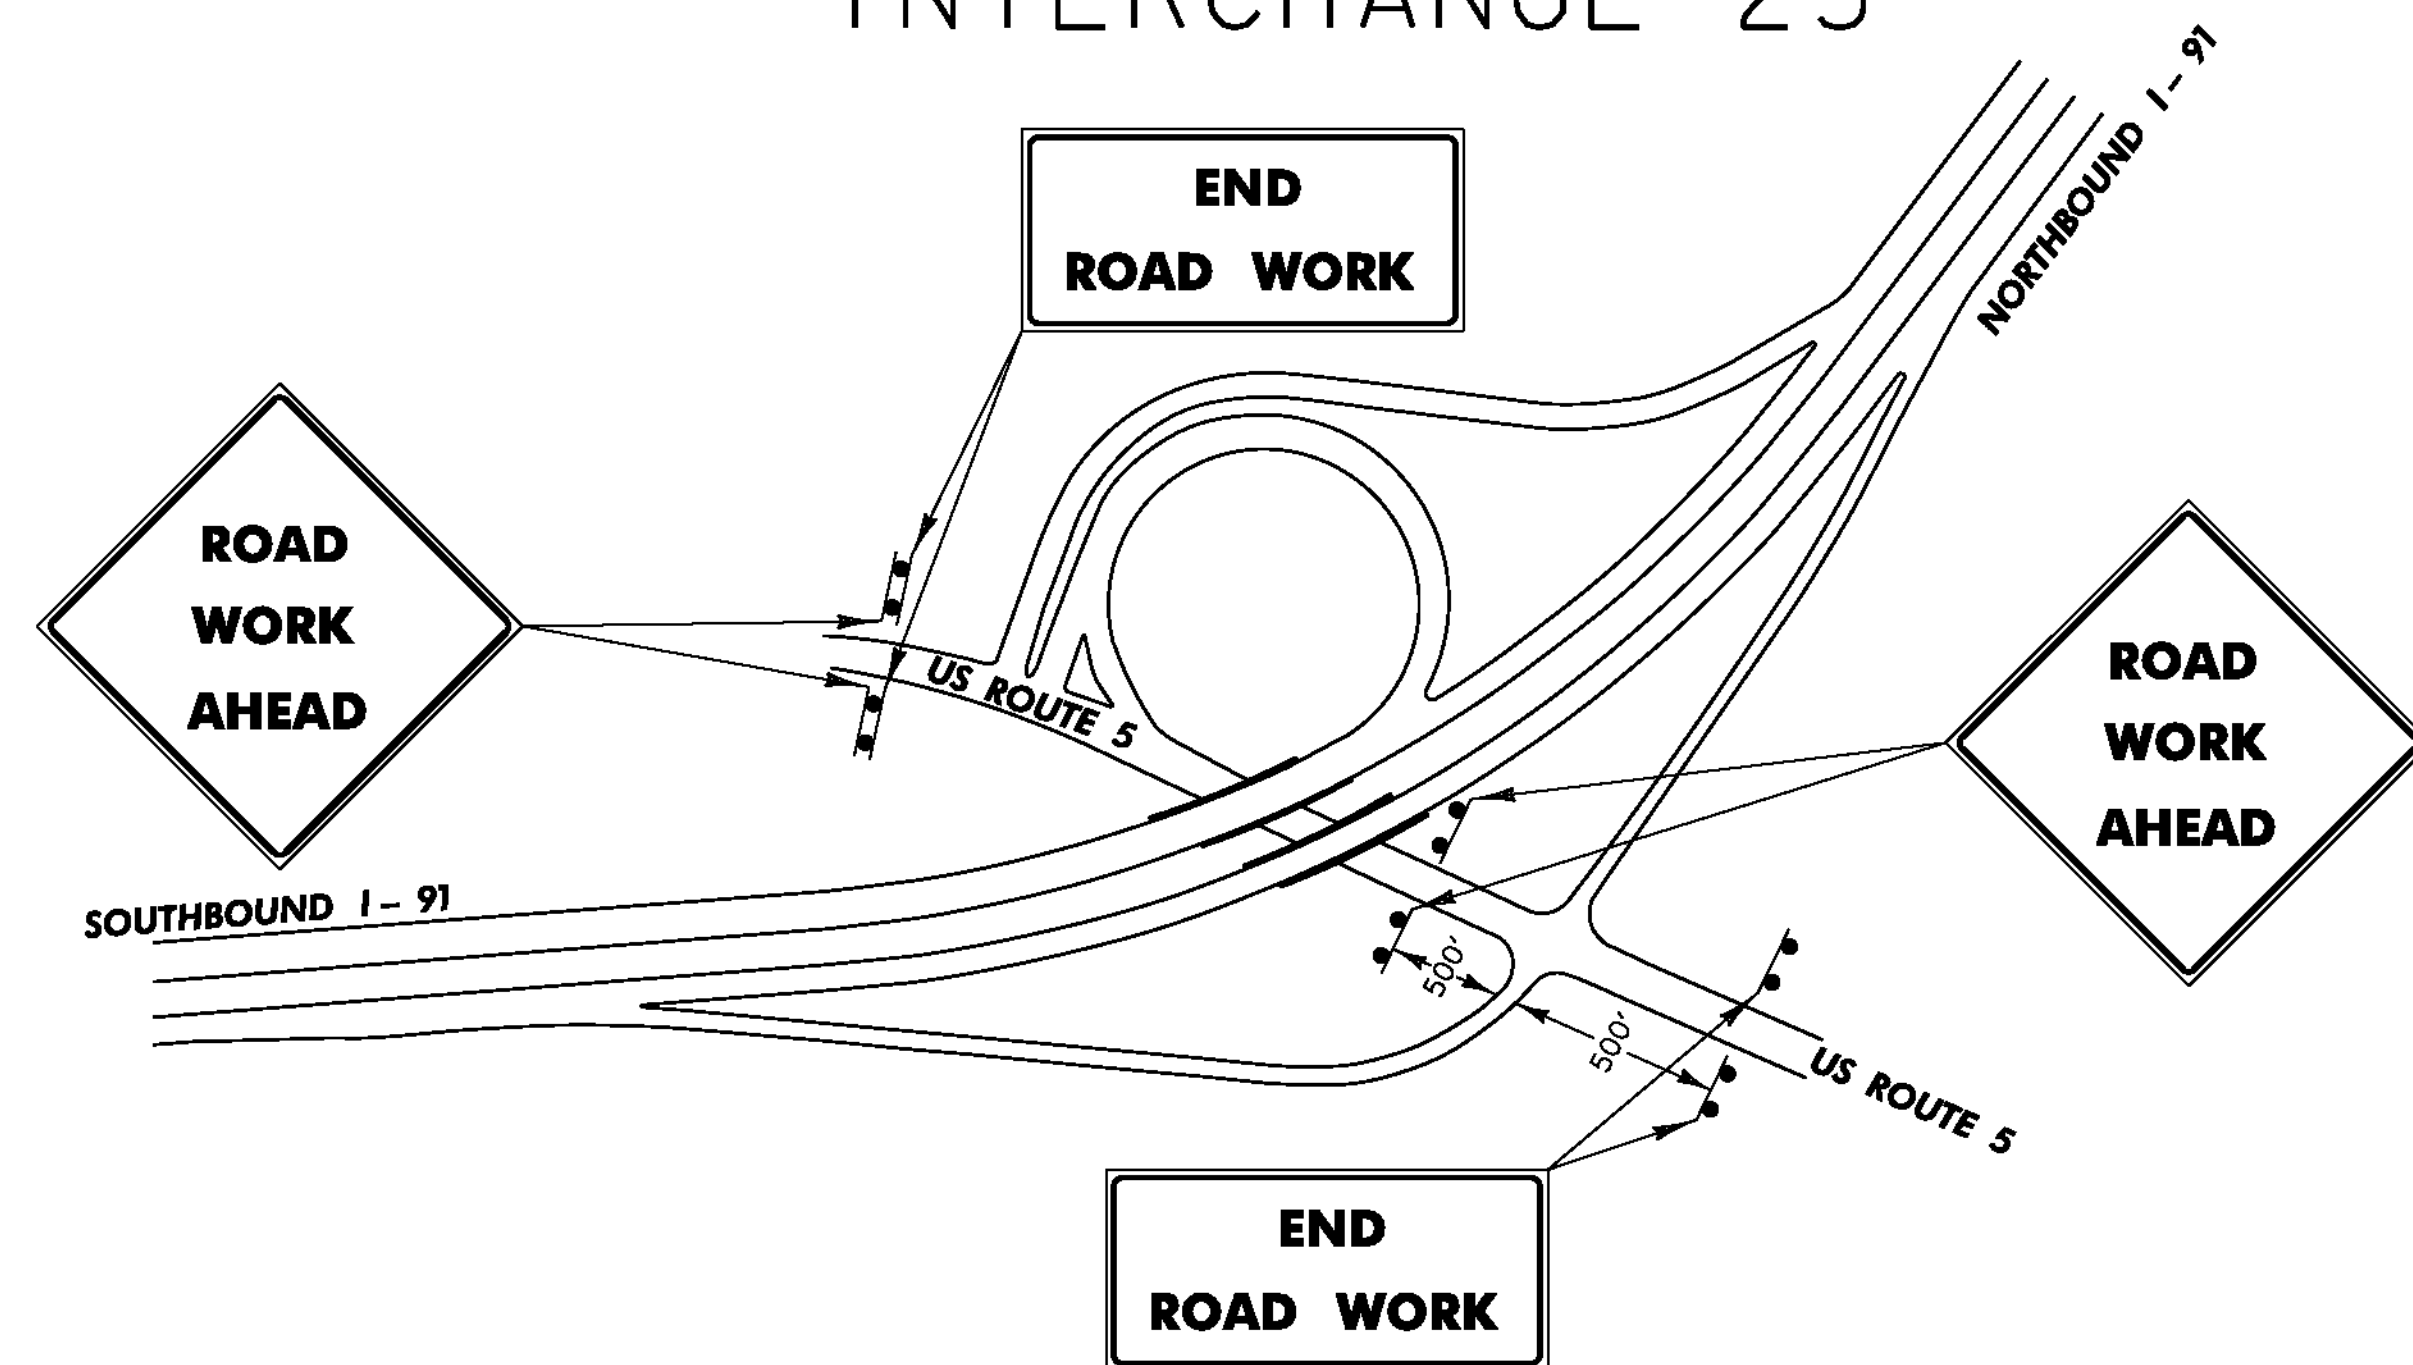 INTERCHANGE 25
NORTHBOUND I-91
END
ROAD WORK
ROAD
WORK
AHEAD
ROAD
WORK
AHEAD
US ROUTE 5
SOUTHBOUND I-91
500'
500'
US ROUTE 5
END
ROAD WORK